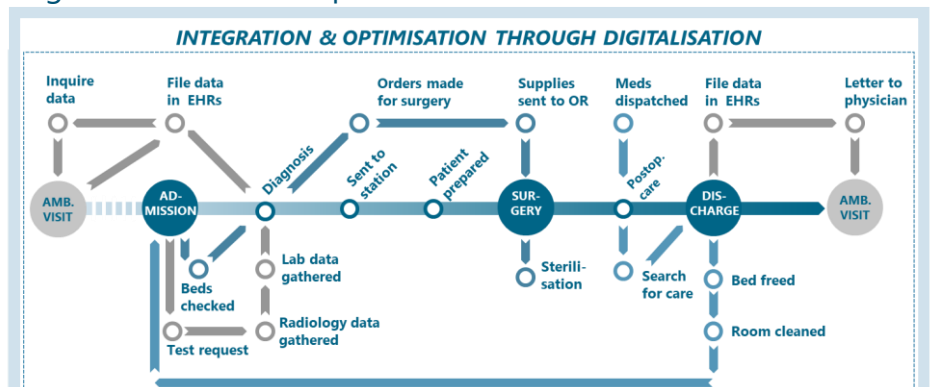 INTEGRATION & OPTIMISATION THROUGH DIGITALISATION
Inquire
data
File data
in EHRs
Orders made
for surgery
Supplies
sent to OR
Meds
dispatched
File data
in EHRs
Letter to
physician
AMB.
VISIT
AD-
MISSION
Diagnosis
Sent to
station
Patient
prepared
SUR-
GERY
Postop.
care
DIS-
CHARGE
AMB.
VISIT
Beds
checked
Lab data
gathered
Sterili-
sation
Search
for care
Bed freed
Test request
Radiology data
gathered
Room cleaned